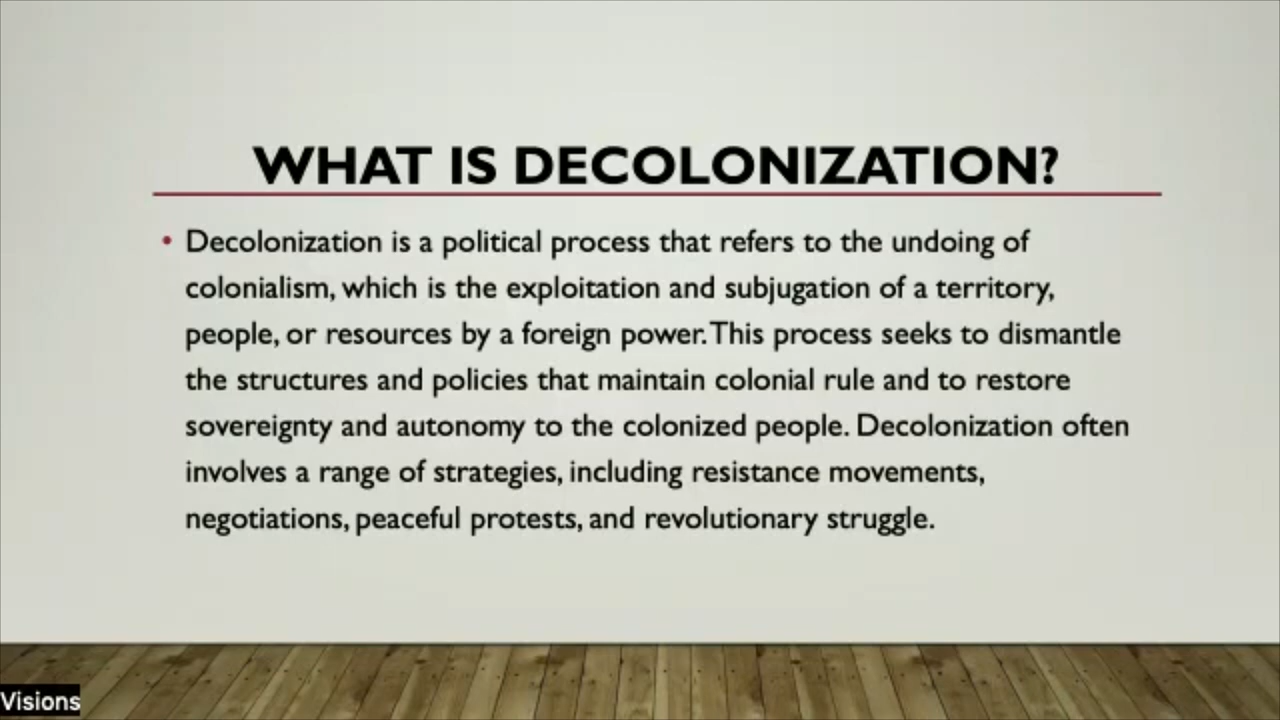 WHAT IS DECOLONIZATION?
• Decolonization is a political process that refers to the undoing of
colonialism, which is the exploitation and subjugation of a territory,
people, or resources by a foreign power. This process seeks to dismantle
the structures and policies that maintain colonial rule and to restore
sovereignty and autonomy to the colonized people. Decolonization often
involves a range of strategies, including resistance movements,
negotiations, peaceful protests, and revolutionary struggle.
Visions